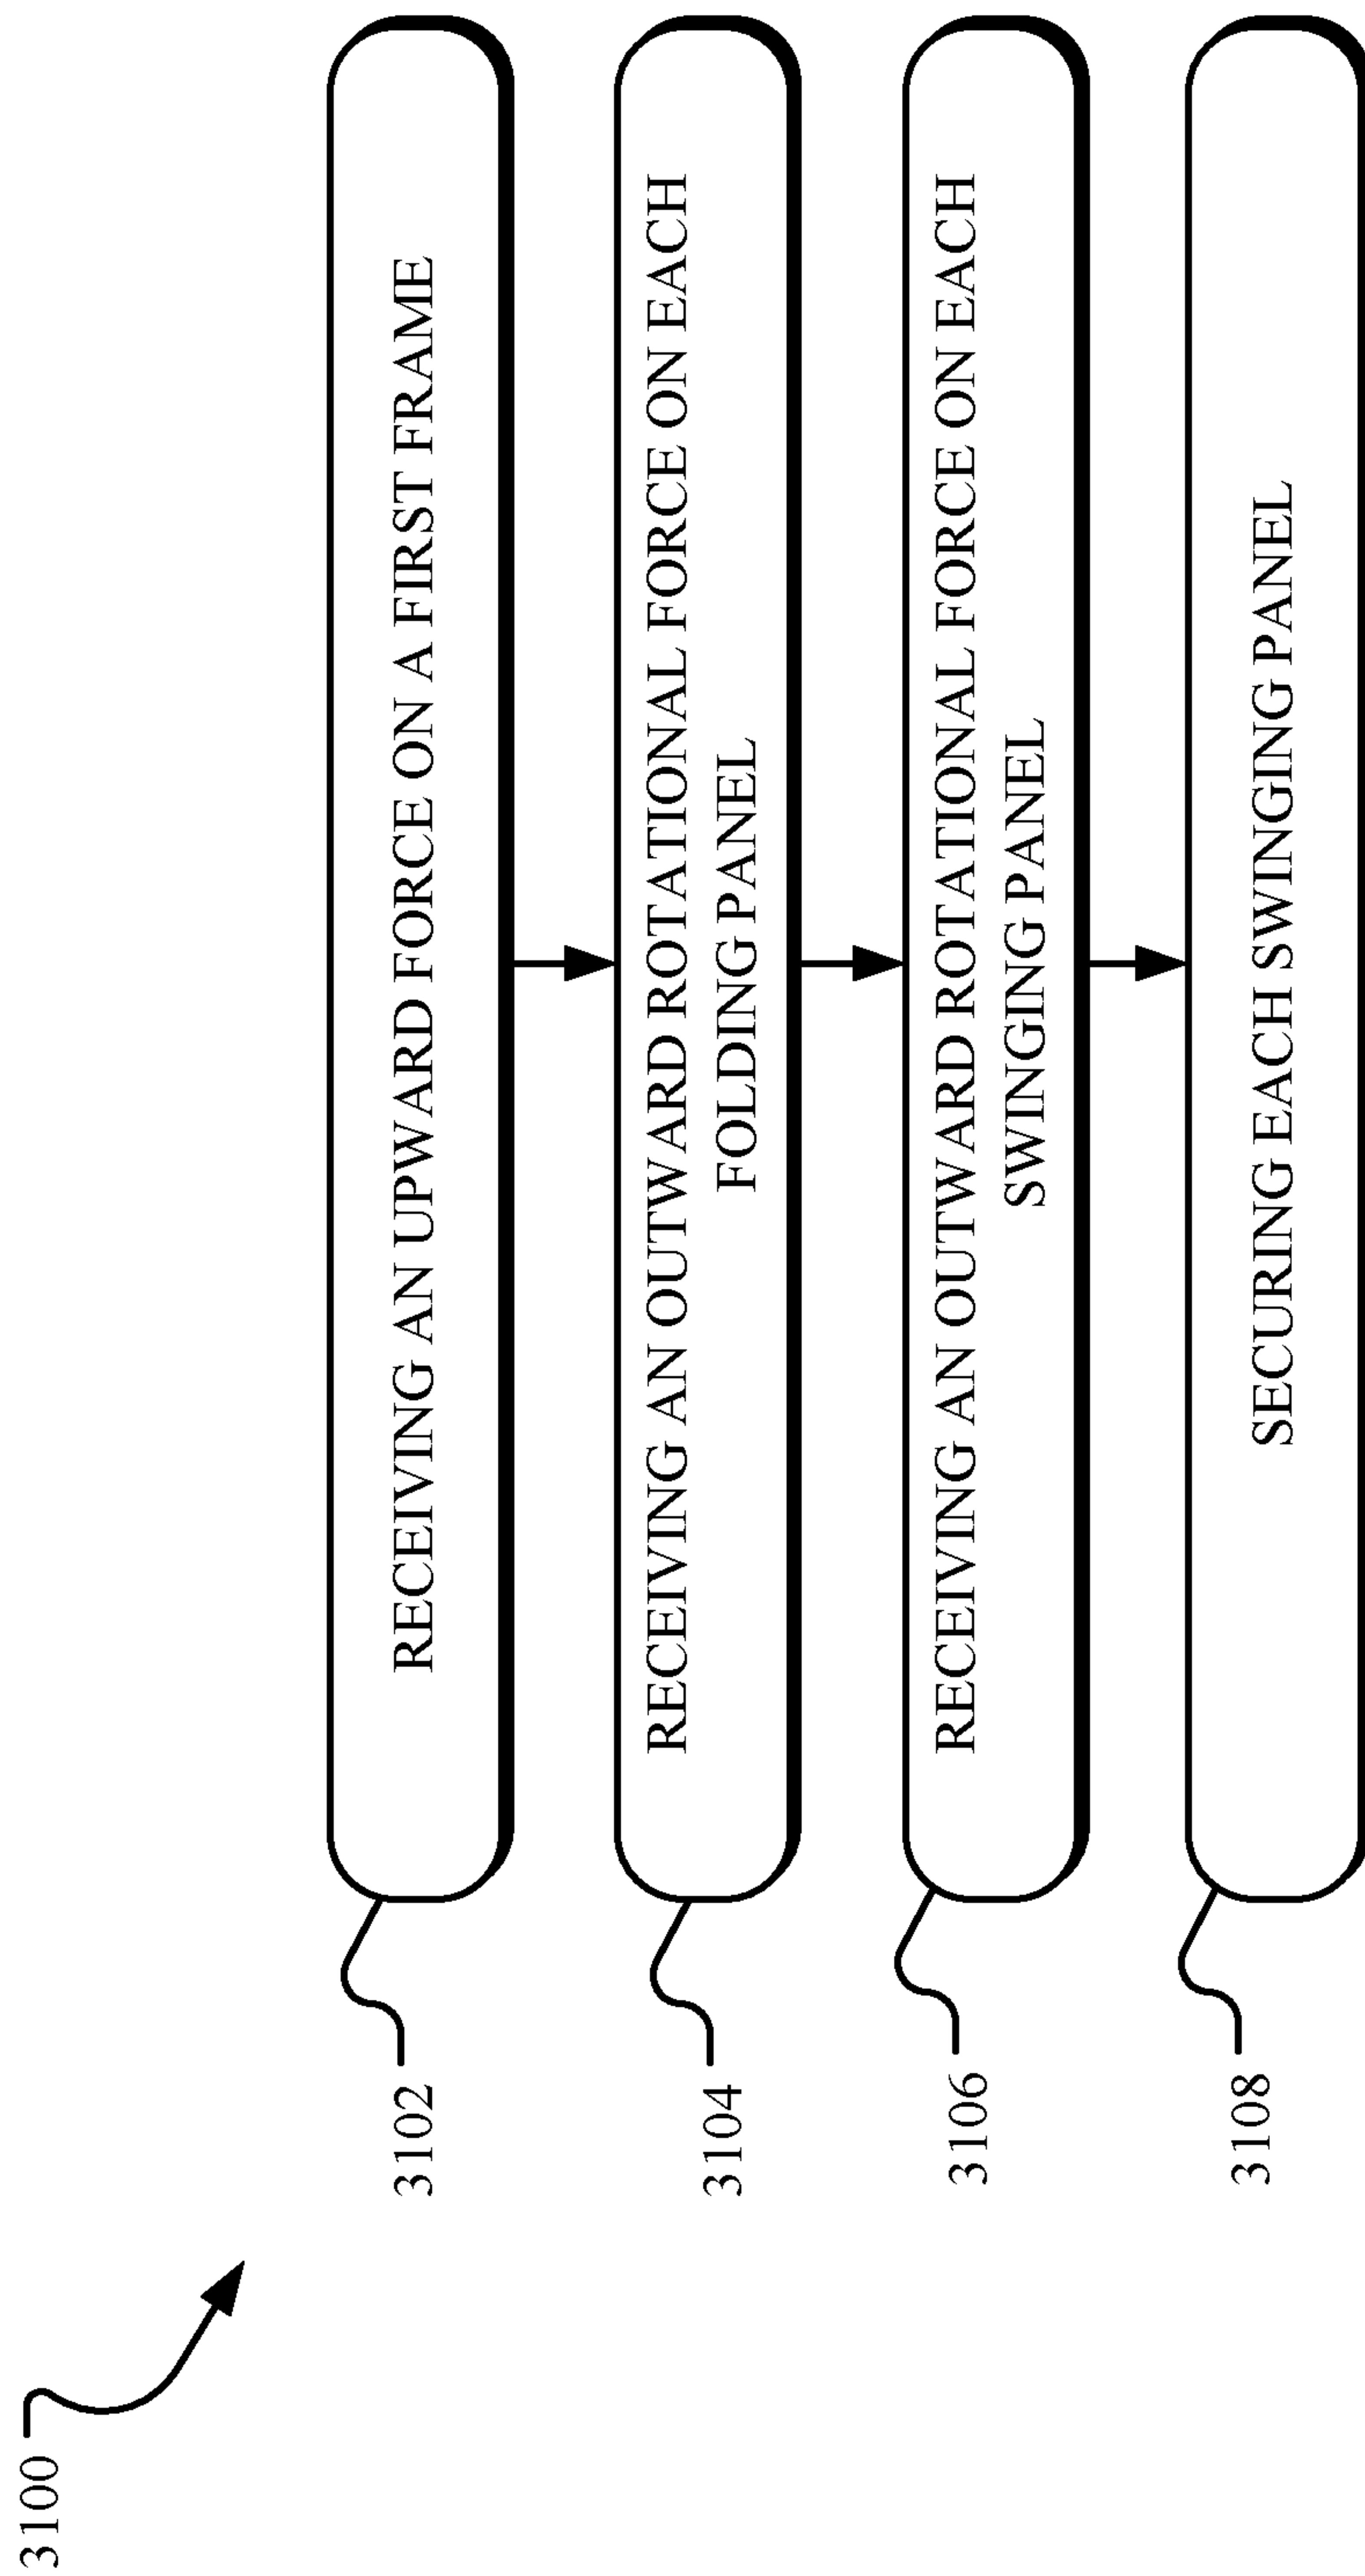 3100
3102
RECEIVING AN UPWARD FORCE ON A FIRST FRAME
3104
RECEIVING AN OUTWARD ROTATIONAL FORCE ON EACH
FOLDING PANEL
3106
RECEIVING AN OUTWARD ROTATIONAL FORCE ON EACH
SWINGING PANEL
3108
SECURING EACH SWINGING PANEL